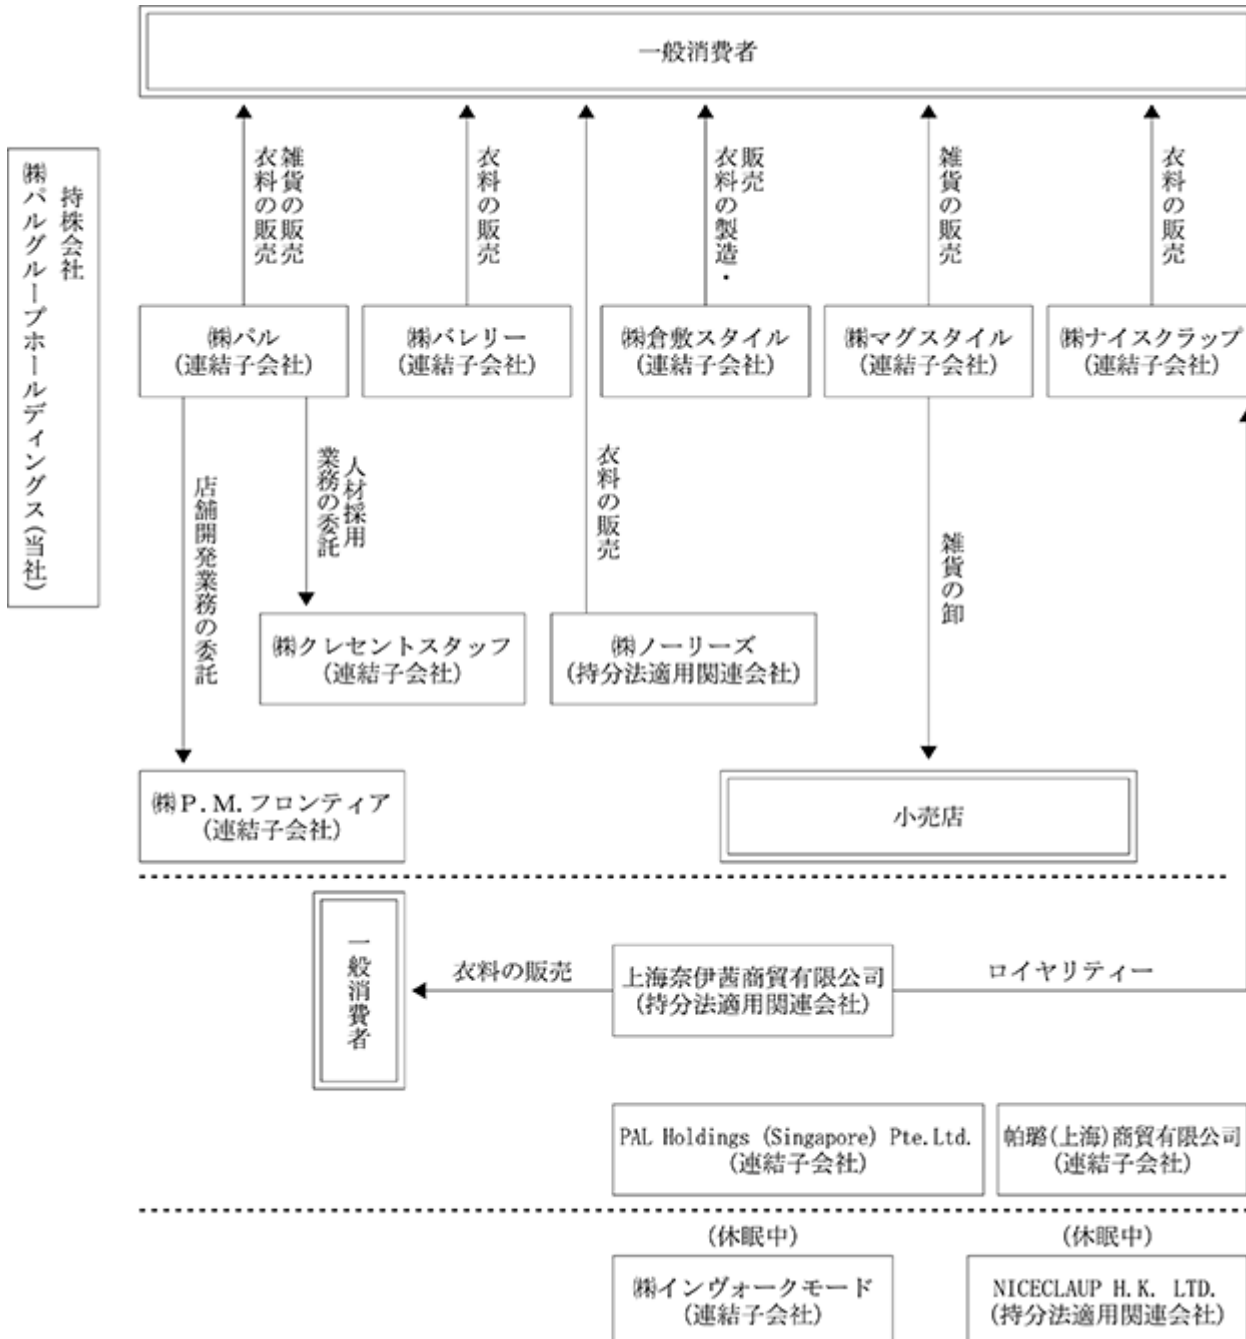 一般消費者
持株会社
㈱パルグループホールディングス(当社)
雑貨の販売
衣料の販売
衣料の販売
販売
衣料の製造・
雑貨の販売
衣料の販売
㈱パル
(連結子会社)
㈱バレリー
(連結子会社)
㈱倉敷スタイル
(連結子会社)
㈱マグスタイル
(連結子会社)
㈱ナイスクラップ
(連結子会社)
店舗開発業務の委託
人材採用
業務の委託
衣料の販売
雑貨の卸
㈱クレセントスタッフ
(連結子会社)
㈱ノーリーズ
(持分法適用関連会社)
㈱P.M.フロンティア
(連結子会社)
小売店
一般消費者
衣料の販売
上海奈伊茜商貿有限公司
(持分法適用関連会社)
ロイヤリティー
PAL Holdings (Singapore) Pte.Ltd.
(連結子会社)
帕璐(上海)商貿有限公司
(連結子会社)
(休眠中)
㈱インヴォークモード
(連結子会社)
(休眠中)
NICECLAUP H.K. LTD.
(持分法適用関連会社)